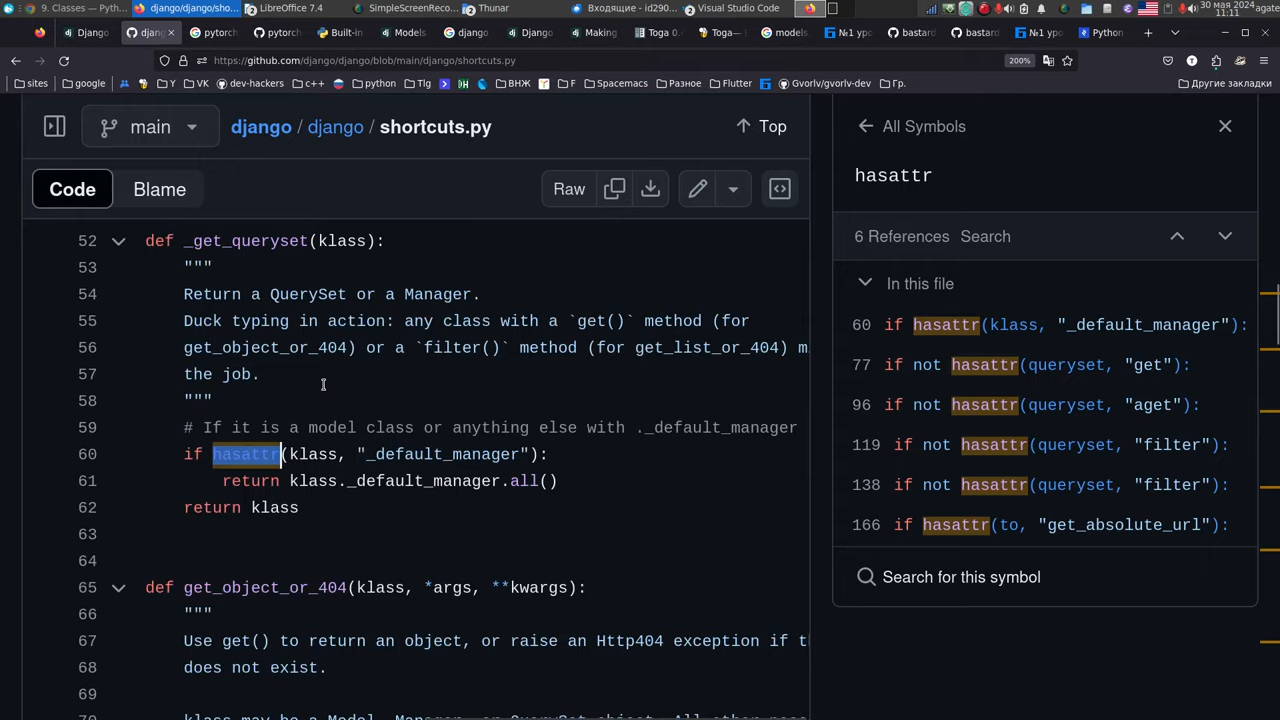 9. Classes — Pyth...
django/django/sho...
LibreOffice 7.4
SimpleScreenReco...
Thunar
Входящие - id290...
Visual Studio Code
30 мая 2024
11:11
agate
Django
djang
pytorch
pytorch
Built-in
Models
django
Django
Making
Toga 0.
Toga—
models
№1 упр
bastard
bastard
№1 упр
Python
https://github.com/django/django/blob/main/django/shortcuts.py
200%
sites
google
Y
VK
devhackers
c++
python
Tlg
ВНЖ
F
Spacemacs
Разное
Flutter
Gvorlv/gvorlv-dev
Гр.
Другие закладки
main
django / django / shortcuts.py
Top
Code
Blame
Raw
52 def _get_queryset(klass):
53 """
54 Return a QuerySet or a Manager.
55 Duck typing in action: any class with a `get()` method (for
56 get_object_or_404) or a `filter()` method (for get_list_or_404) m
57 the job.
58 """
59 # If it is a model class or anything else with ._default_manager
60 if hasattr(klass, "_default_manager"):
61 return klass._default_manager.all()
62 return klass
63
64
65 def get_object_or_404(klass, *args, **kwargs):
66 """
67 Use get() to return an object, or raise an Http404 exception if t
68 does not exist.
69
All Symbols
hasattr
6 References Search
In this file
60 if hasattr(klass, "_default_manager"):
77 if not hasattr(queryset, "get"):
96 if not hasattr(queryset, "aget"):
119 if not hasattr(queryset, "filter"):
138 if not hasattr(queryset, "filter"):
166 if hasattr(to, "get_absolute_url"):
Search for this symbol